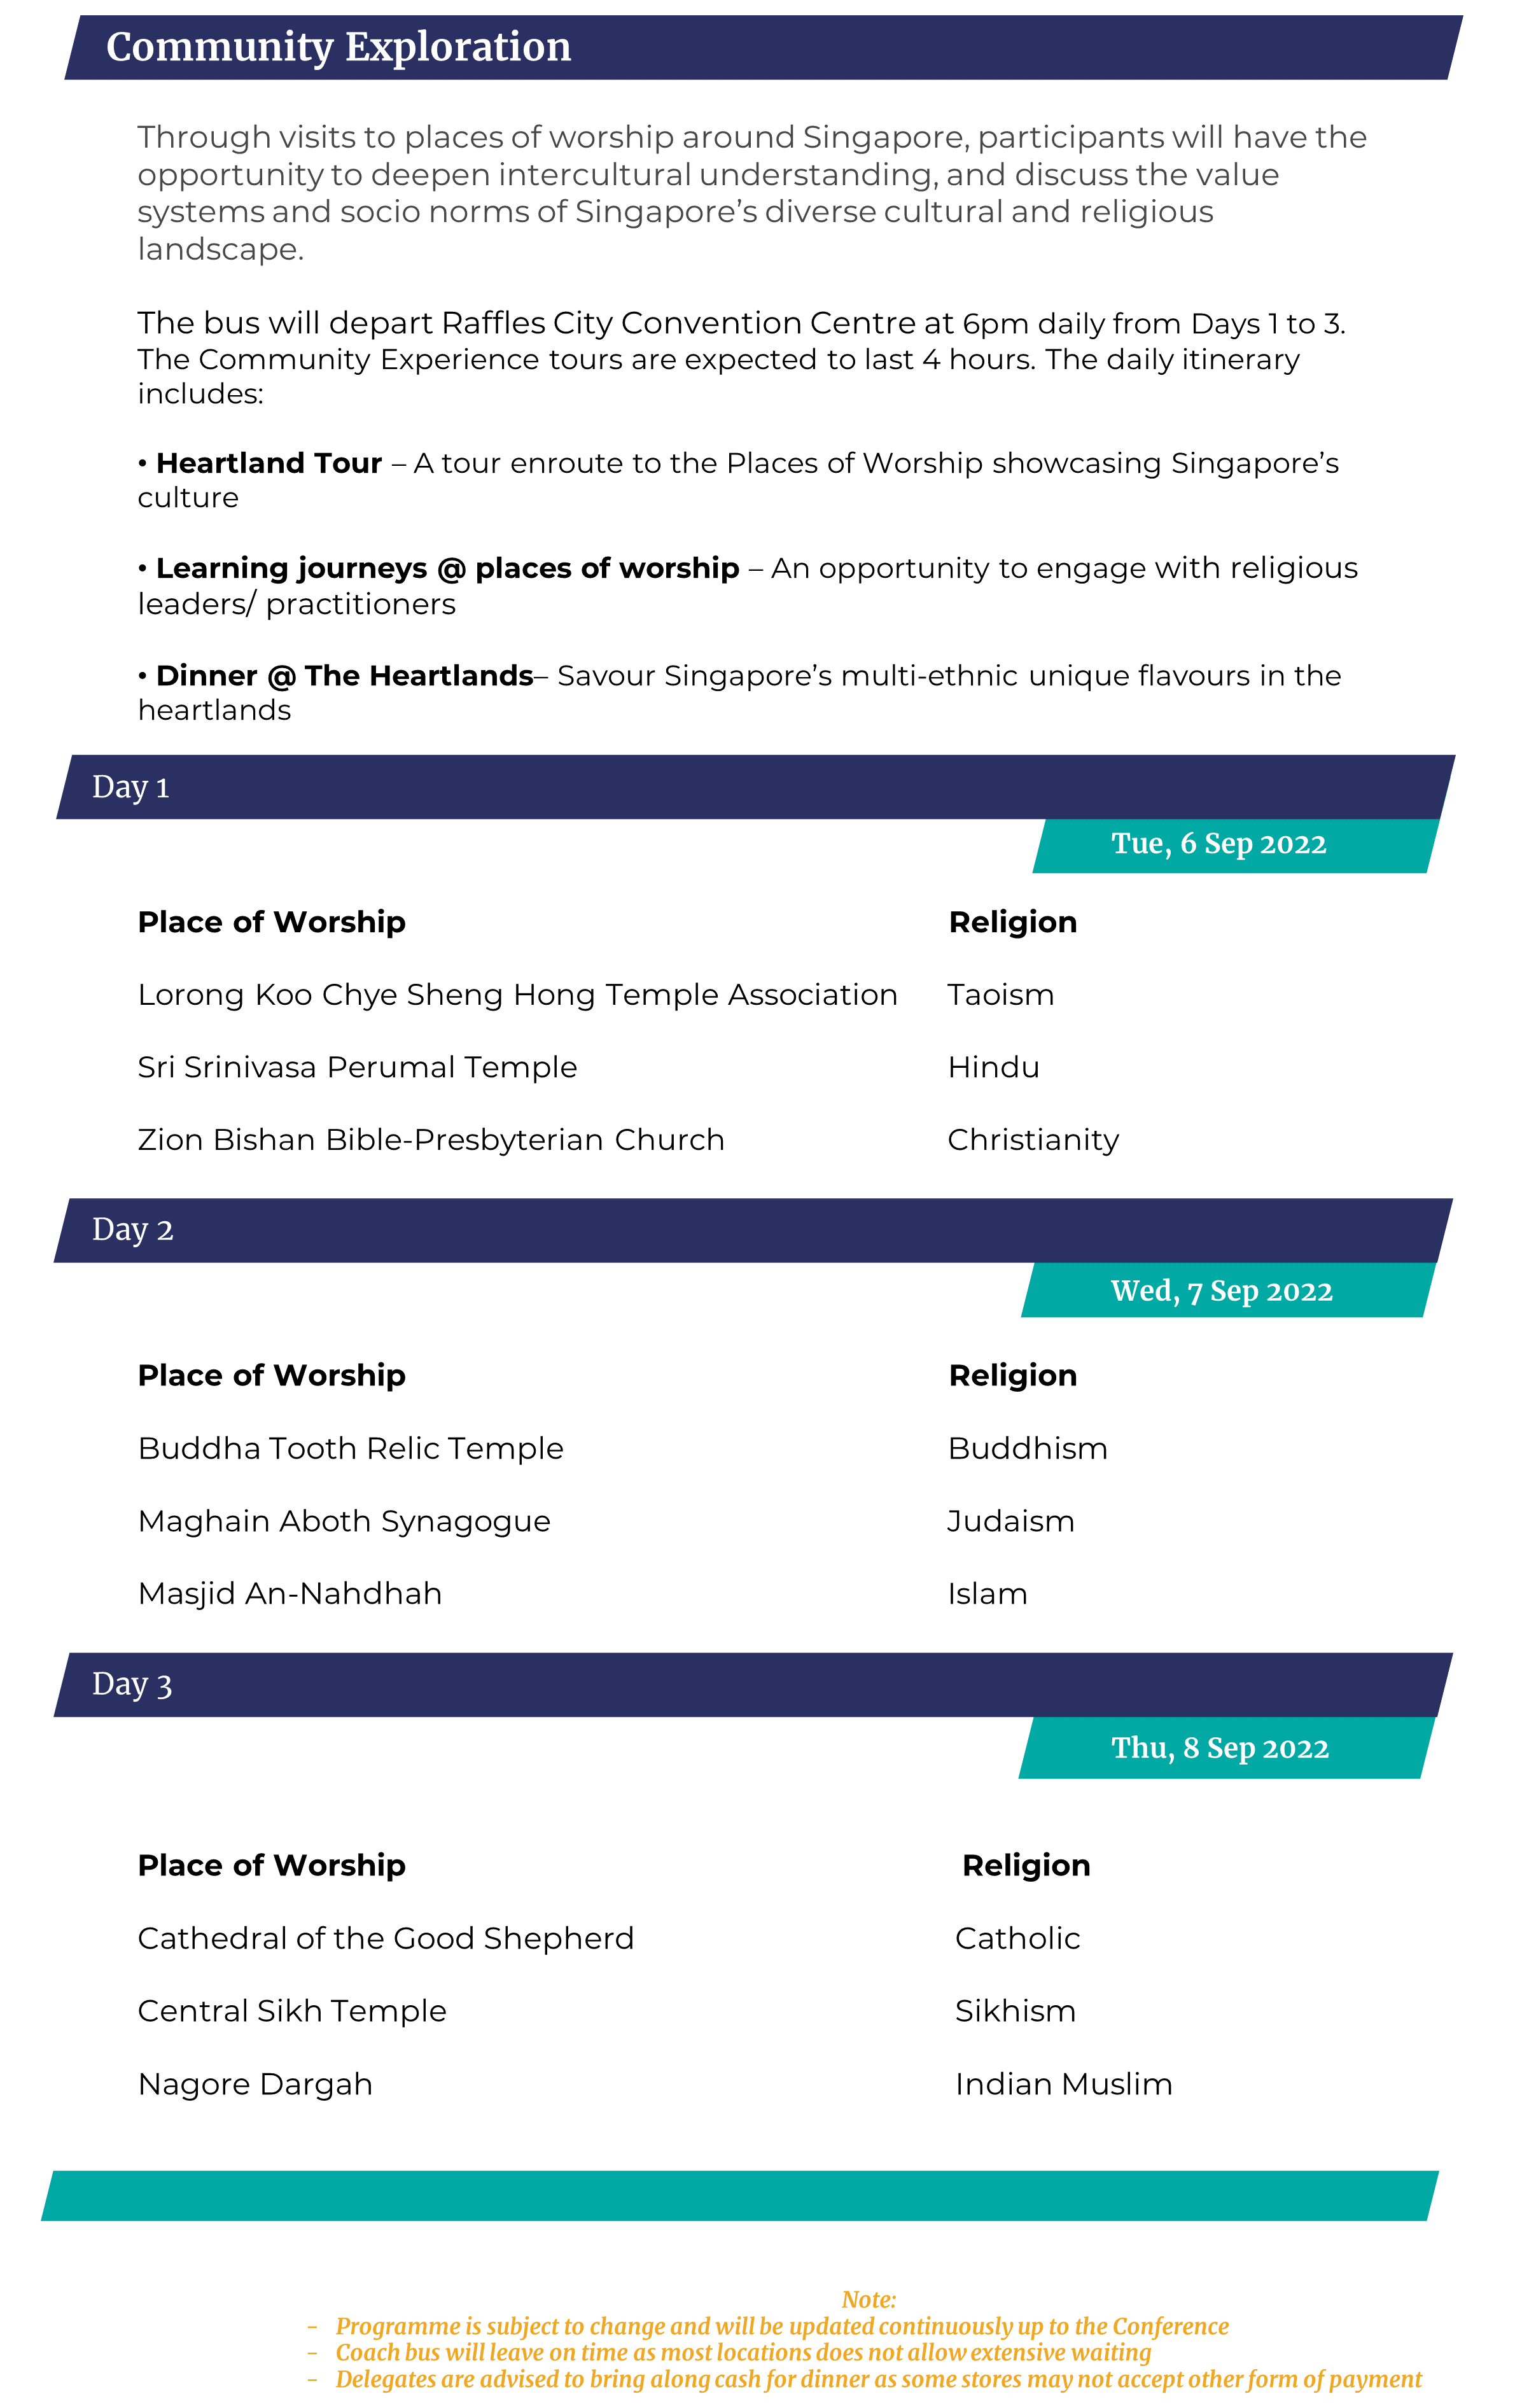 Community Exploration
Through visits to places of worship around Singapore, participants will have the
opportunity to deepen intercultural understanding, and discuss the value
systems and socio norms of Singapore’s diverse cultural and religious
landscape.
The bus will depart Raffles City Convention Centre at 6pm daily from Days 1 to 3.
The Community Experience tours are expected to last 4 hours. The daily itinerary
includes:
• Heartland Tour – A tour enroute to the Places of Worship showcasing Singapore’s
culture
• Learning journeys @ places of worship – An opportunity to engage with religious
leaders/ practitioners
• Dinner @ The Heartlands– Savour Singapore’s multi-ethnic unique flavours in the
heartlands
Day 1
Tue, 6 Sep 2022
Place of Worship Religion
Lorong Koo Chye Sheng Hong Temple Association Taoism
Sri Srinivasa Perumal Temple Hindu
Zion Bishan Bible-Presbyterian Church Christianity
Day 2
Wed, 7 Sep 2022
Place of Worship Religion
Buddha Tooth Relic Temple Buddhism
Maghain Aboth Synagogue Judaism
Masjid An-Nahdhah Islam
Day 3
Thu, 8 Sep 2022
Place of Worship Religion
Cathedral of the Good Shepherd Catholic
Central Sikh Temple Sikhism
Nagore Dargah Indian Muslim
Note:
- Programme is subject to change and will be updated continuously up to the Conference
- Coach bus will leave on time as most locations does not allow extensive waiting
- Delegates are advised to bring along cash for dinner as some stores may not accept other form of payment